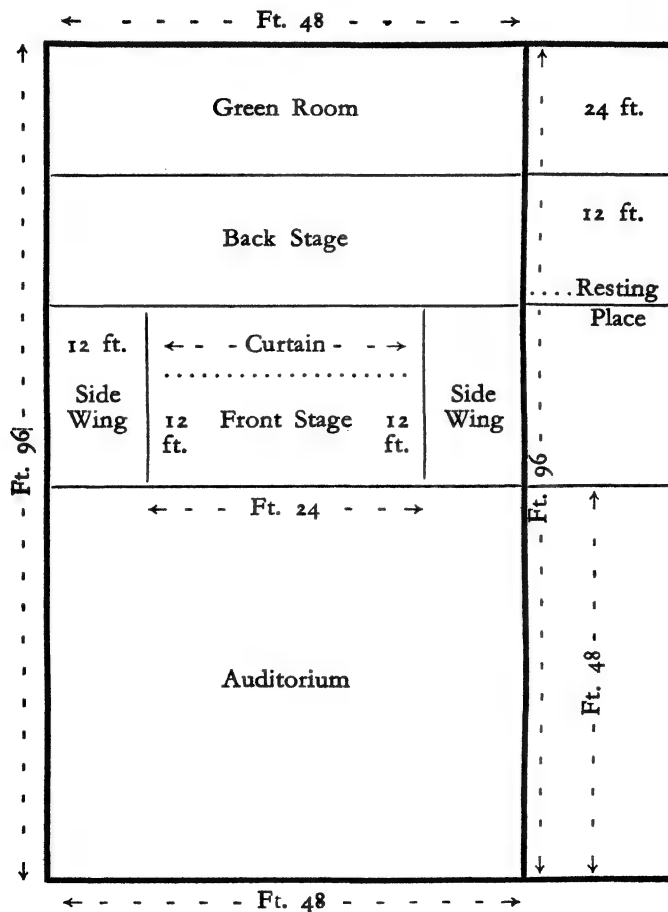 Ft. 48
Green Room
24 ft.
Back Stage
12 ft.
Resting
Place
12 ft.
Curtain
Side
Wing
12
ft.
Front Stage
12
ft.
Side
Wing
Ft. 96
Ft. 96
Ft. 24
Auditorium
Ft. 48
Ft. 48